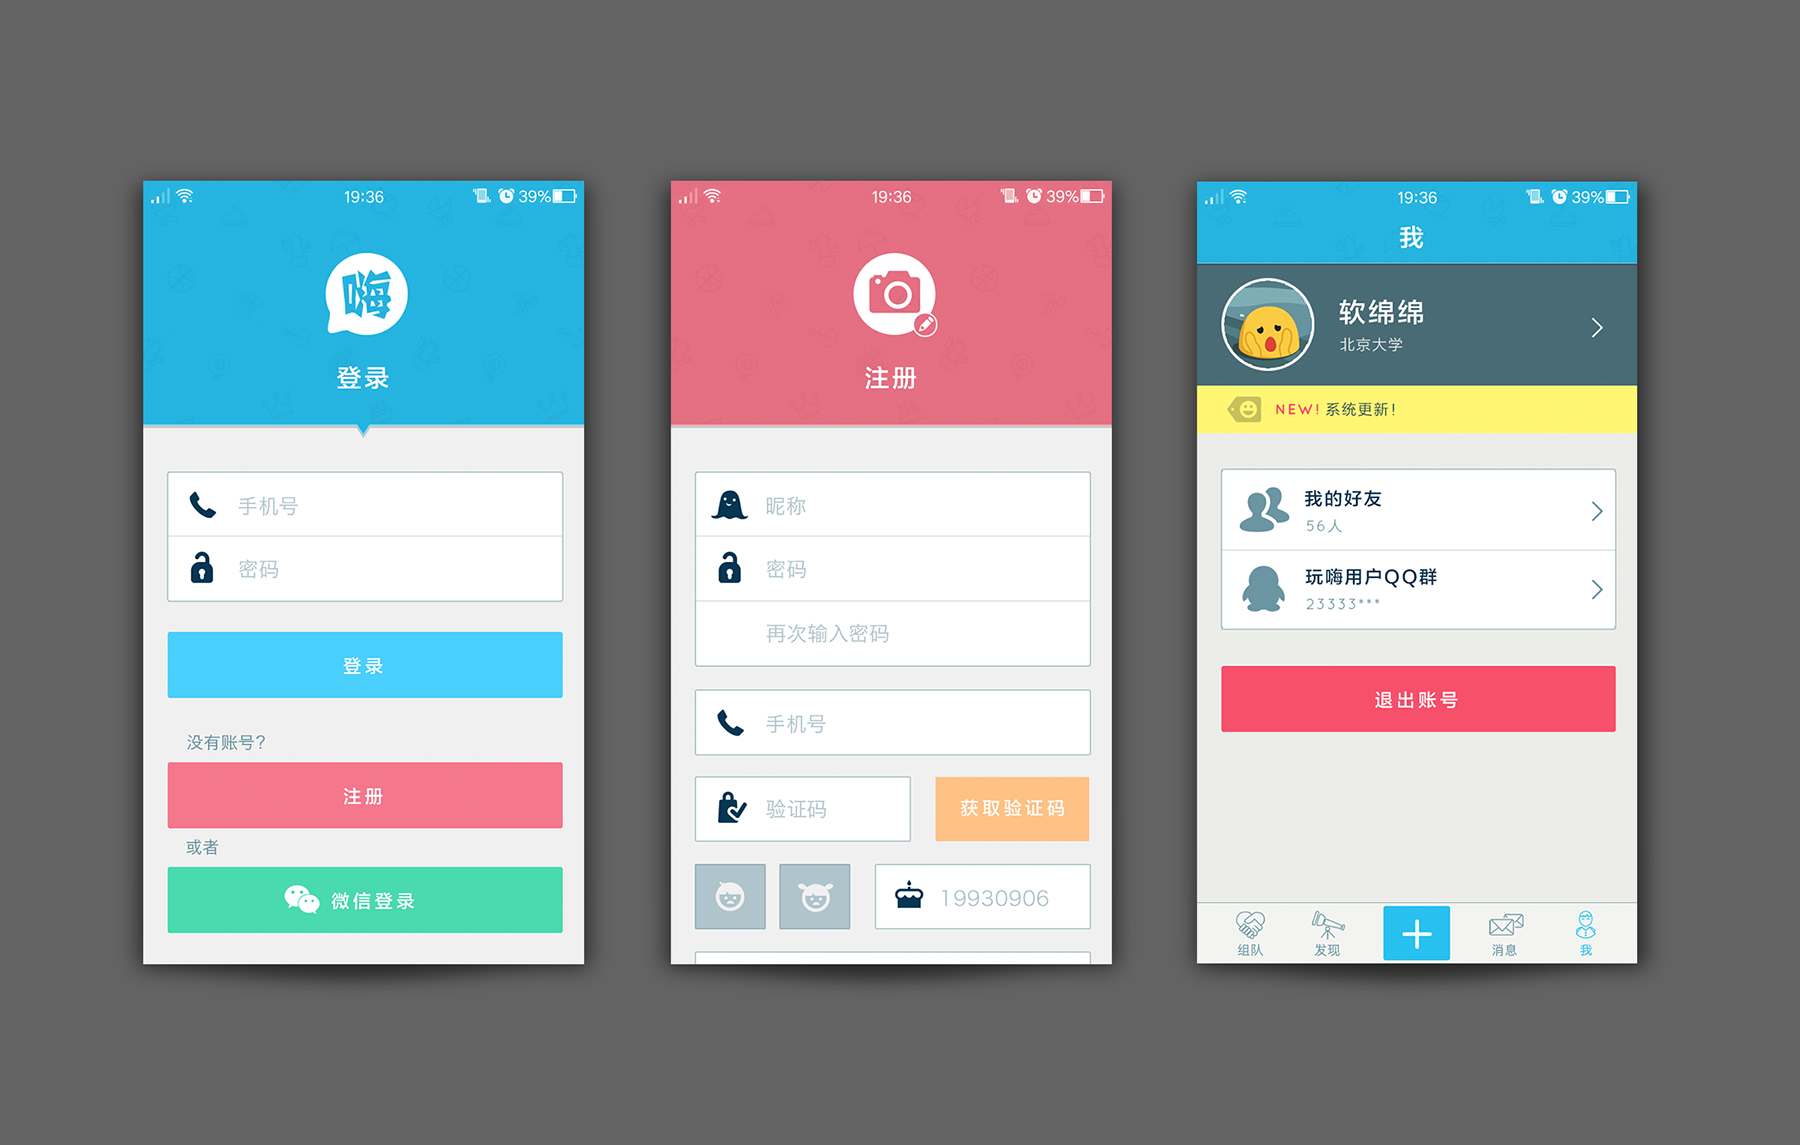 19:36
39%
嗨
登录
手机号
密码
登录
没有账号?
注册
或者
微信登录
19:36
39%
注册
昵称
密码
再次输入密码
手机号
验证码
获取验证码
19930906
19:36
39%
我
软绵绵
北京大学
NEW! 系统更新!
我的好友
56人
玩嗨用户QQ群
23333***
退出账号
组队
发现
消息
我